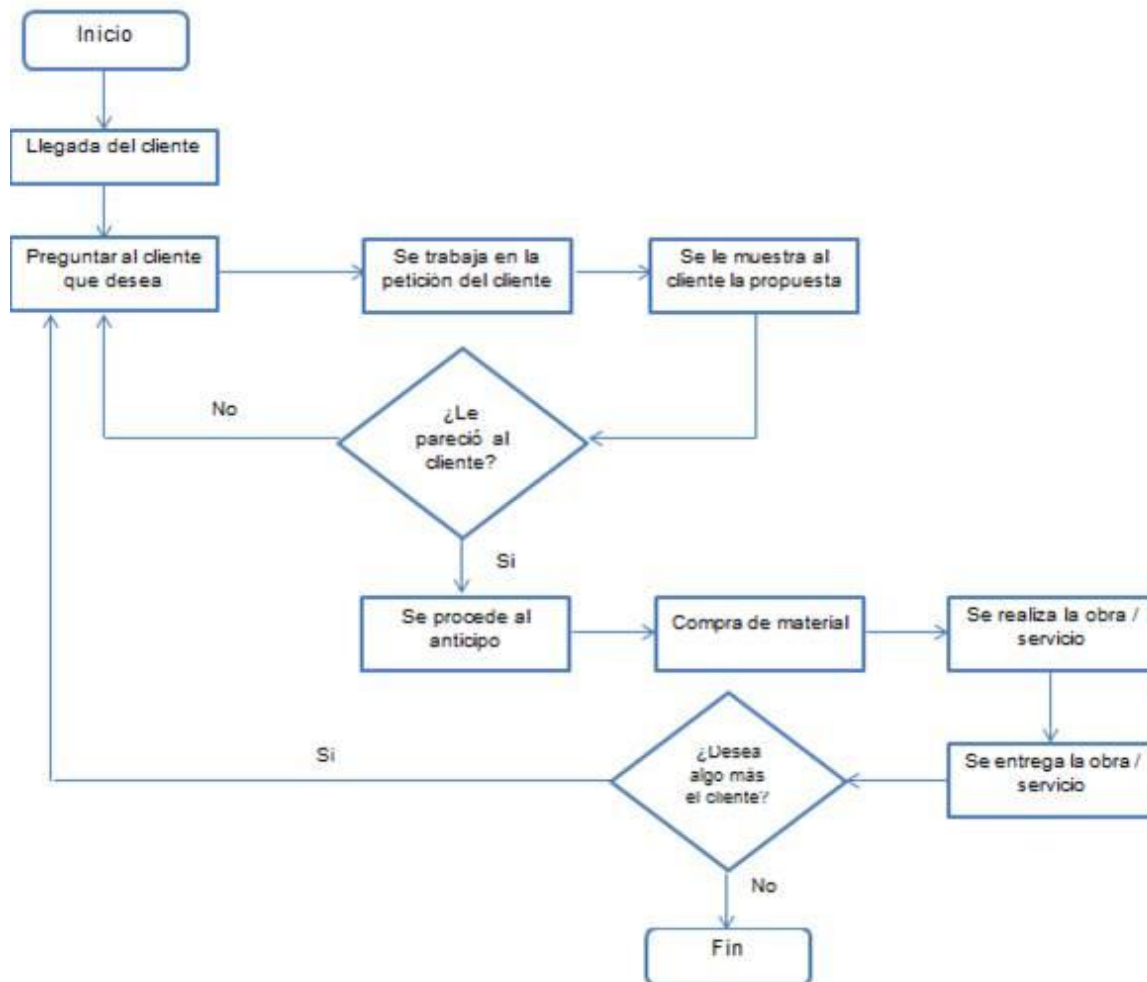 Inicio
Llegada del cliente
Preguntar al cliente
que desea
Se trabaja en la
petición del cliente
Se le muestra al
cliente la propuesta
¿Le
pareció al
cliente?
No
Si
Se procede al
anticipo
Compra de material
Se realiza la obra /
servicio
Se entrega la obra /
servicio
¿Desea
algo más
el cliente?
Si
No
Fin